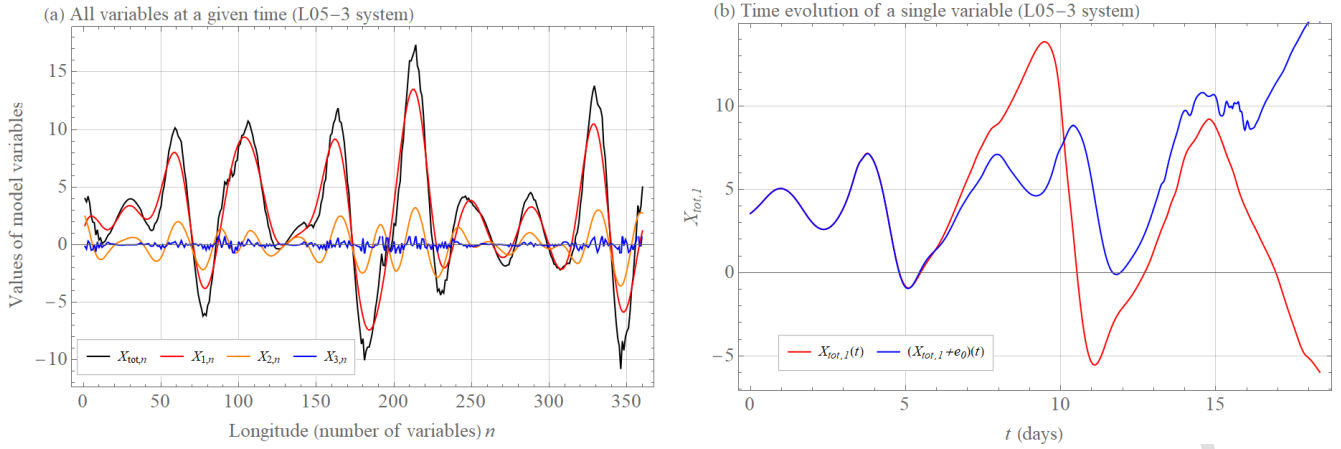 (a) All variables at a given time (L05−3 system)
Values of model variables
15
10
5
0
−5
−10
X_tot,n X_1,n X_2,n X_3,n
0 50 100 150 200 250 300 350
Longitude (number of variables) n
(b) Time evolution of a single variable (L05−3 system)
X_tot,1
10
5
0
−5
X_tot,1(t) (X_tot,1+e_0)(t)
0 5 10 15
t (days)